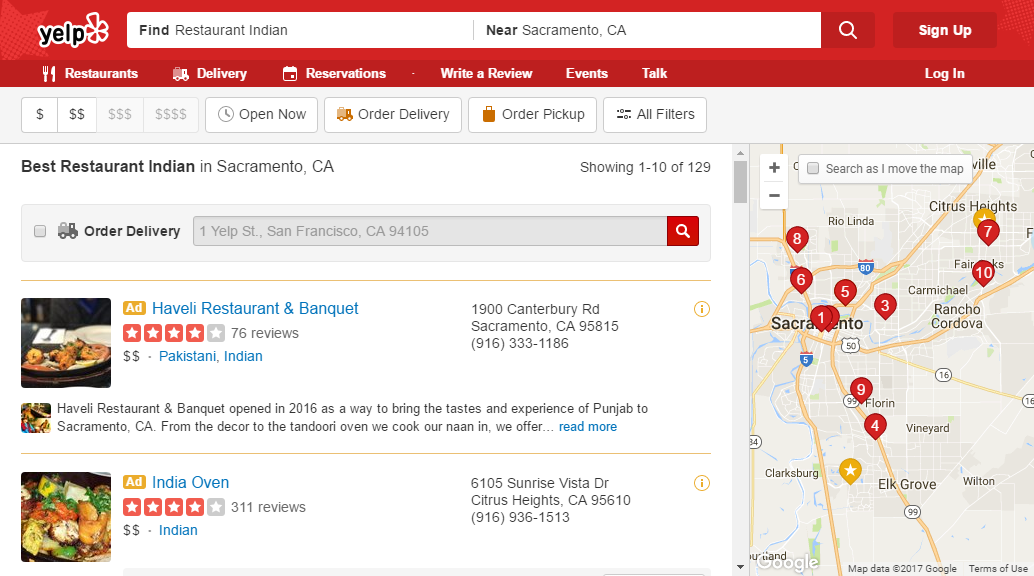 yelp
Find Restaurant Indian
Near Sacramento, CA
Sign Up
Restaurants
Delivery
Reservations
Write a Review
Events
Talk
Log In
$
$$
$$$
$$$$
Open Now
Order Delivery
Order Pickup
All Filters
Best Restaurant Indian in Sacramento, CA
Showing 1-10 of 129
Order Delivery
1 Yelp St., San Francisco, CA 94105
Ad Haveli Restaurant & Banquet
76 reviews
$$ · Pakistani, Indian
1900 Canterbury Rd
Sacramento, CA 95815
(916) 333-1186
Haveli Restaurant & Banquet opened in 2016 as a way to bring the tastes and experience of Punjab to
Sacramento, CA. From the decor to the tandoori oven we cook our naan in, we offer… read more
Ad India Oven
311 reviews
$$ · Indian
6105 Sunrise Vista Dr
Citrus Heights, CA 95610
(916) 936-1513
+
−
Search as I move the map
ville
Citrus Heights
Rio Linda
7
8
80
10
6
Carmichael
5
3
Rancho
Cordova
1
50
5
16
9
99
Florin
16
4
Vineyard
Clarksburg
Elk Grove
Wilton
99
Google
Map data ©2017 Google
Terms of Use